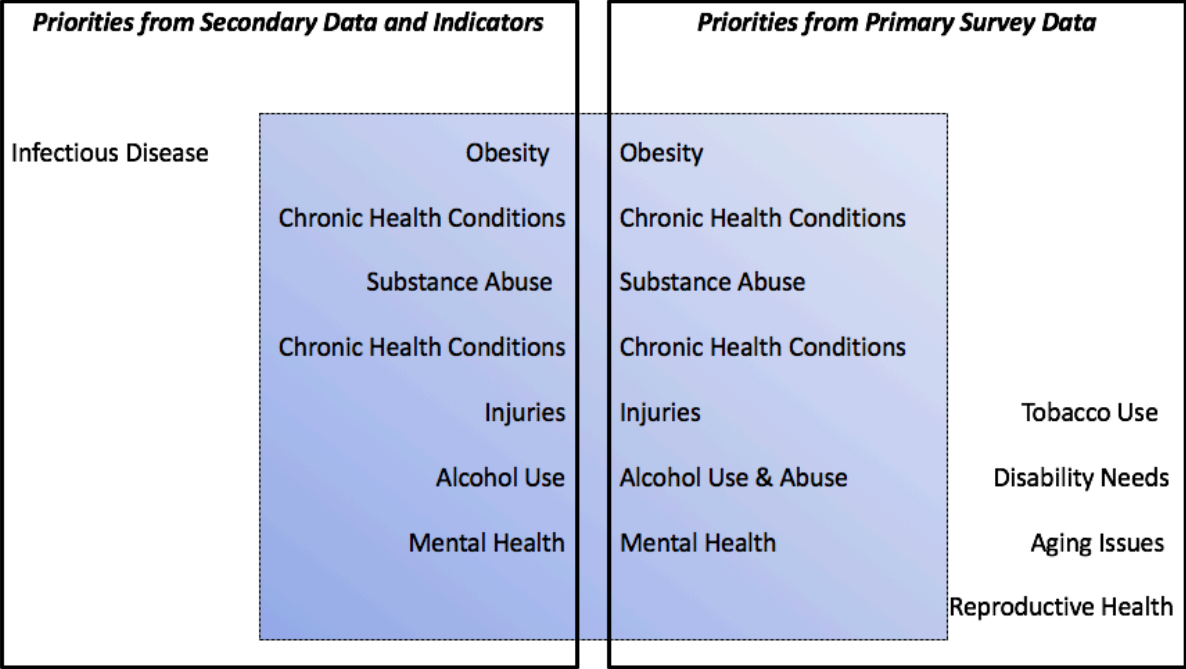 Priorities from Secondary Data and Indicators
Infectious Disease
Obesity
Chronic Health Conditions
Substance Abuse
Chronic Health Conditions
Injuries
Alcohol Use
Mental Health
Priorities from Primary Survey Data
Obesity
Chronic Health Conditions
Substance Abuse
Chronic Health Conditions
Injuries
Alcohol Use & Abuse
Mental Health
Tobacco Use
Disability Needs
Aging Issues
Reproductive Health